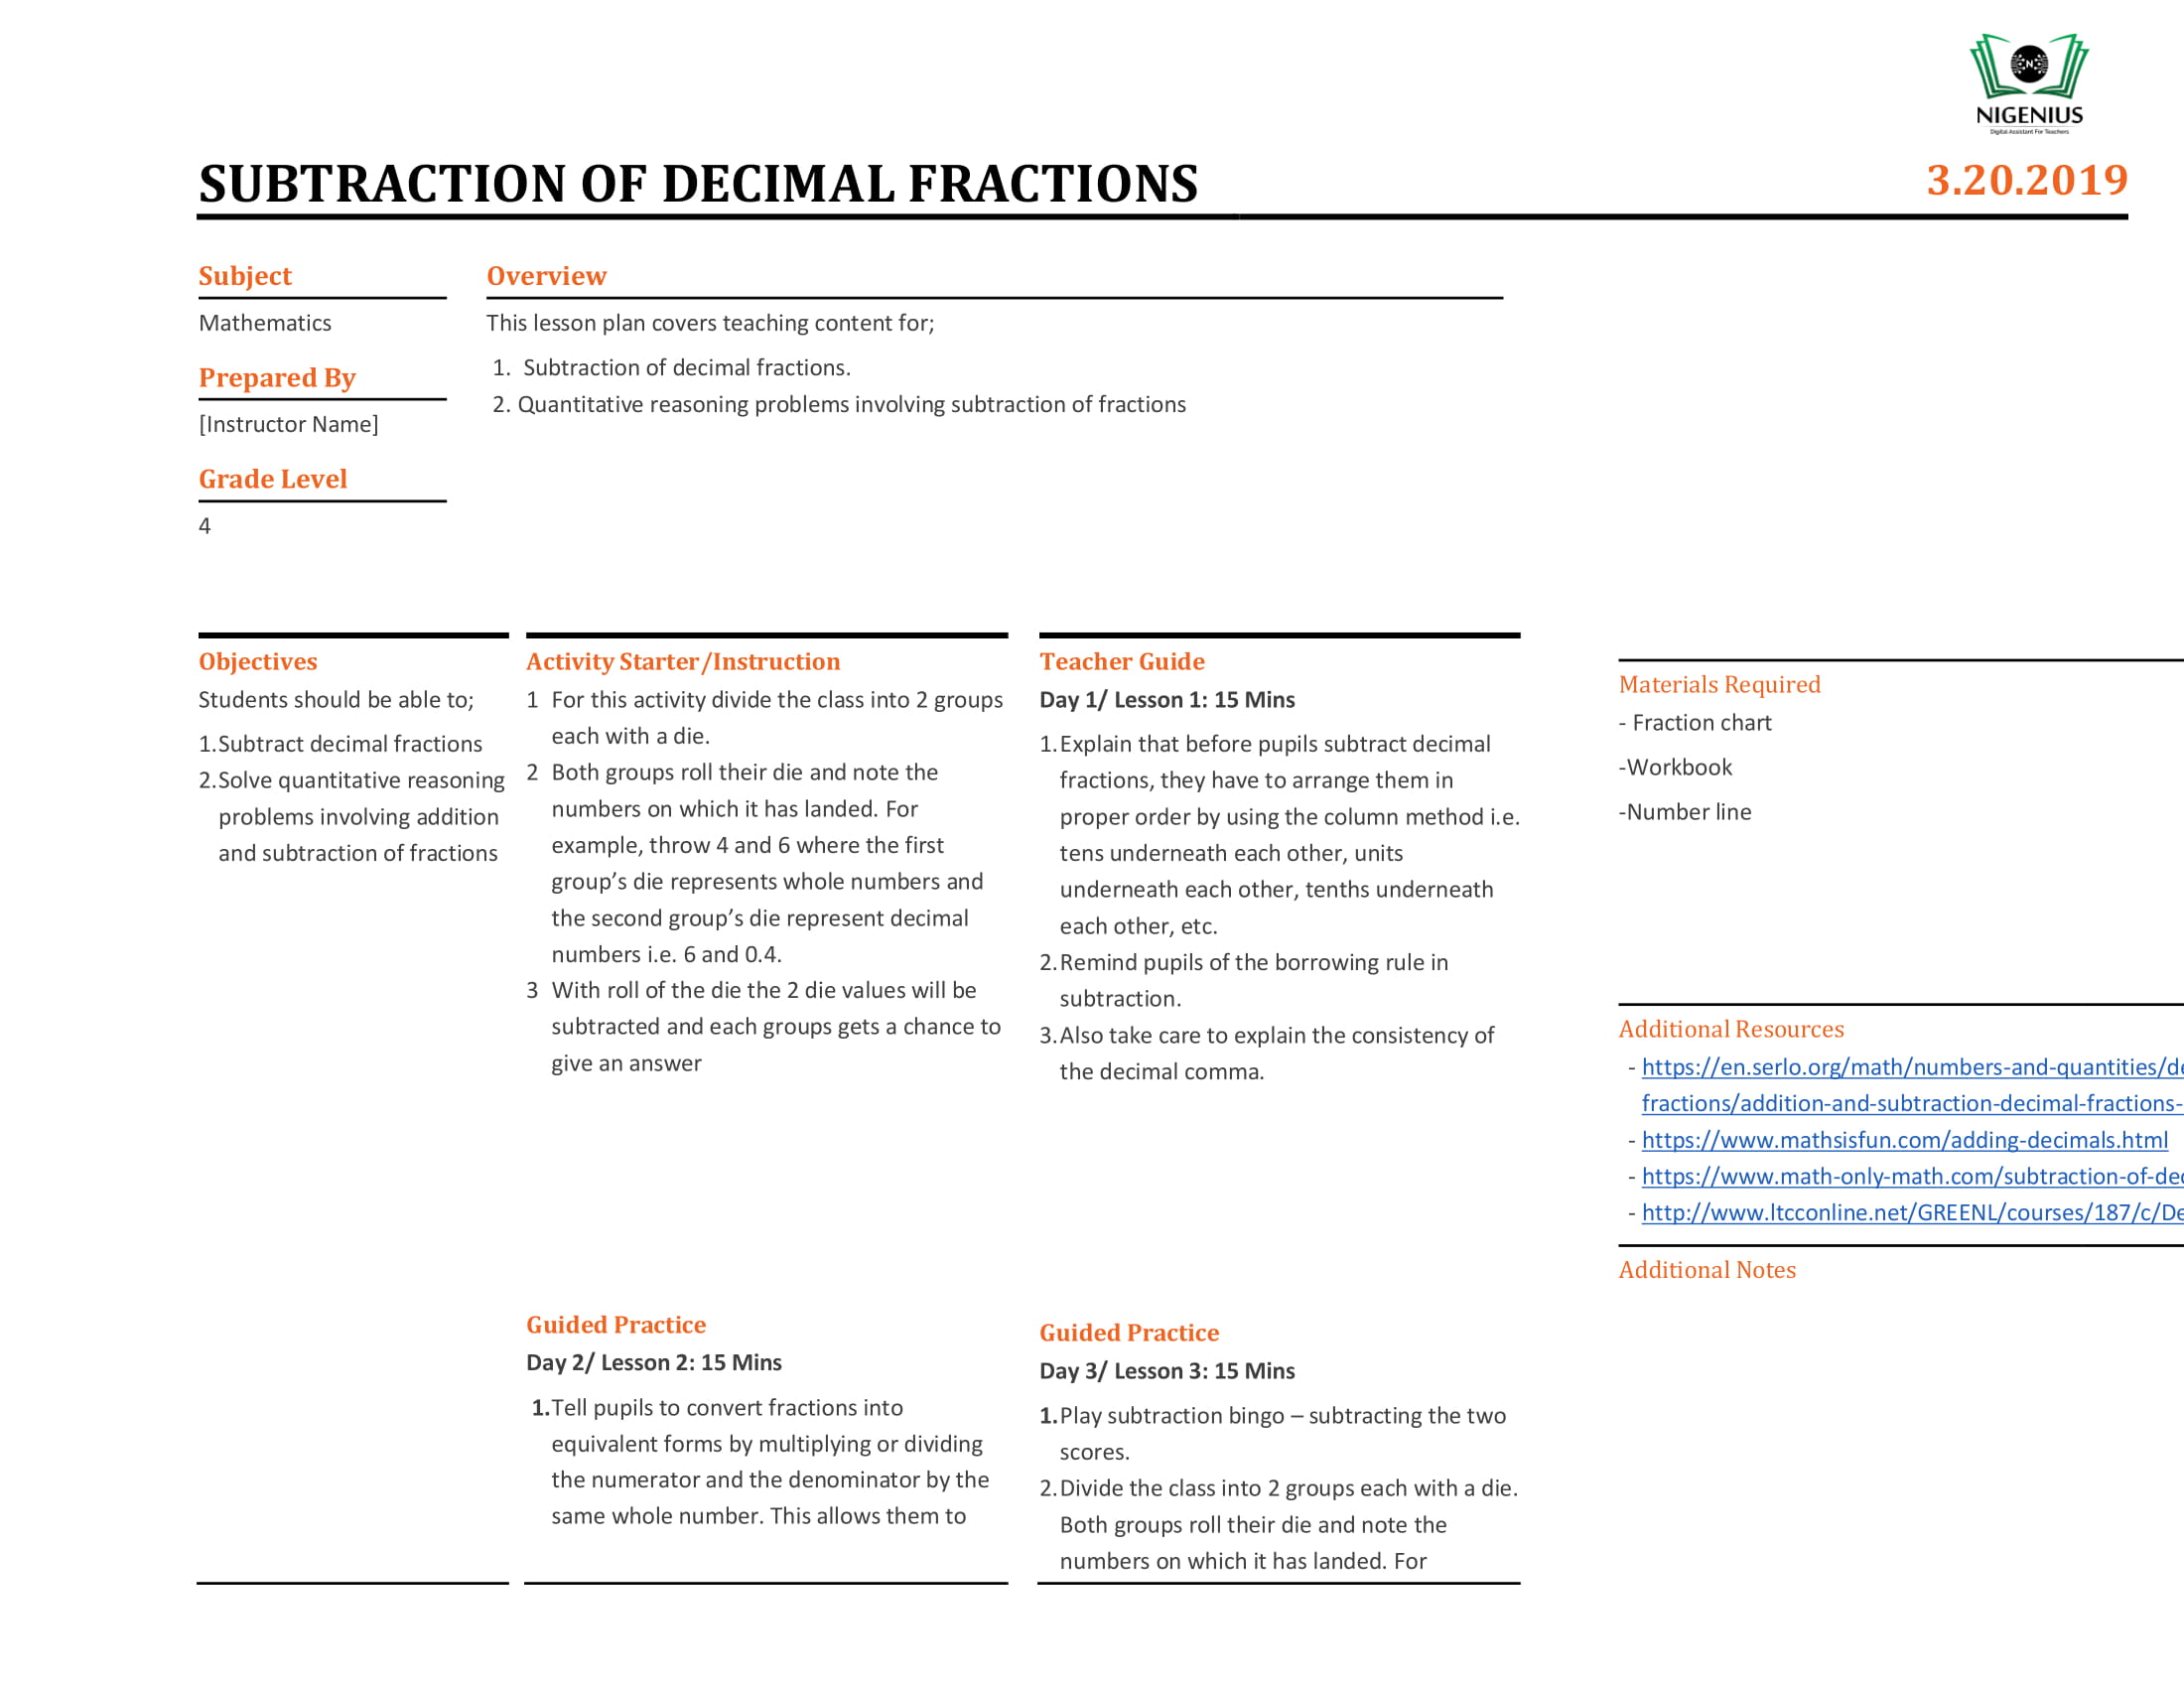 NIGENIUS
Digital Assistant For Teachers
SUBTRACTION OF DECIMAL FRACTIONS
3.20.2019
Subject
Mathematics
Prepared By
[Instructor Name]
Grade Level
4
Overview
This lesson plan covers teaching content for;
1. Subtraction of decimal fractions.
2. Quantitative reasoning problems involving subtraction of fractions
Objectives
Students should be able to;
1.Subtract decimal fractions
2.Solve quantitative reasoning
problems involving addition
and subtraction of fractions
Activity Starter/Instruction
1 For this activity divide the class into 2 groups
each with a die.
2 Both groups roll their die and note the
numbers on which it has landed. For
example, throw 4 and 6 where the first
group’s die represents whole numbers and
the second group’s die represent decimal
numbers i.e. 6 and 0.4.
3 With roll of the die the 2 die values will be
subtracted and each groups gets a chance to
give an answer
Guided Practice
Day 2/ Lesson 2: 15 Mins
1.Tell pupils to convert fractions into
equivalent forms by multiplying or dividing
the numerator and the denominator by the
same whole number. This allows them to
Teacher Guide
Day 1/ Lesson 1: 15 Mins
1.Explain that before pupils subtract decimal
fractions, they have to arrange them in
proper order by using the column method i.e.
tens underneath each other, units
underneath each other, tenths underneath
each other, etc.
2.Remind pupils of the borrowing rule in
subtraction.
3.Also take care to explain the consistency of
the decimal comma.
Guided Practice
Day 3/ Lesson 3: 15 Mins
1.Play subtraction bingo – subtracting the two
scores.
2.Divide the class into 2 groups each with a die.
Both groups roll their die and note the
numbers on which it has landed. For
Materials Required
- Fraction chart
-Workbook
-Number line
Additional Resources
- https://en.serlo.org/math/numbers-and-quantities/de
fractions/addition-and-subtraction-decimal-fractions-
- https://www.mathsisfun.com/adding-decimals.html
- https://www.math-only-math.com/subtraction-of-dec
- http://www.ltcconline.net/GREENL/courses/187/c/De
Additional Notes